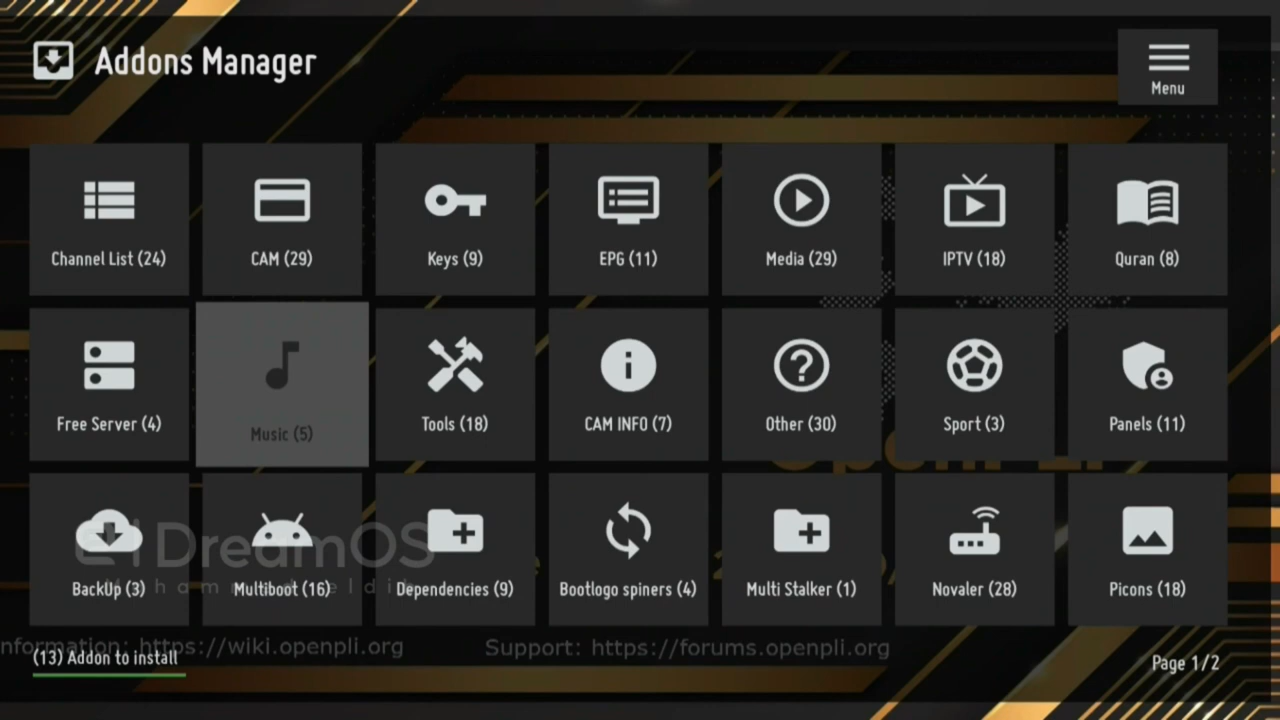 Addons Manager
Menu
Channel List (24)
CAM (29)
Keys (9)
EPG (11)
Media (29)
IPTV (18)
Quran (8)
Free Server (4)
Music (5)
Tools (18)
CAM INFO (7)
Other (30)
Sport (3)
Panels (11)
DreamOS
BackUp (3)
Multiboot (16)
Dependencies (9)
Bootlogo spiners (4)
Multi Stalker (1)
Novaler (28)
Picons (18)
nformation: https://wiki.openpli.org
Support: https://forums.openpli.org
(13) Addon to install
Page 1/2